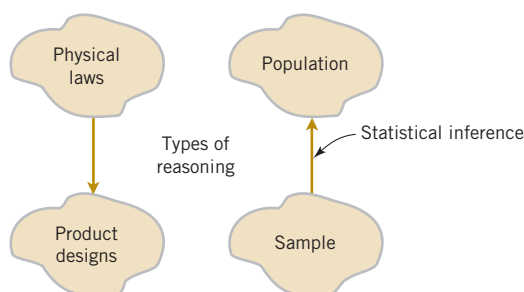 Physical
laws
Population
Types of
reasoning
Statistical inference
Product
designs
Sample